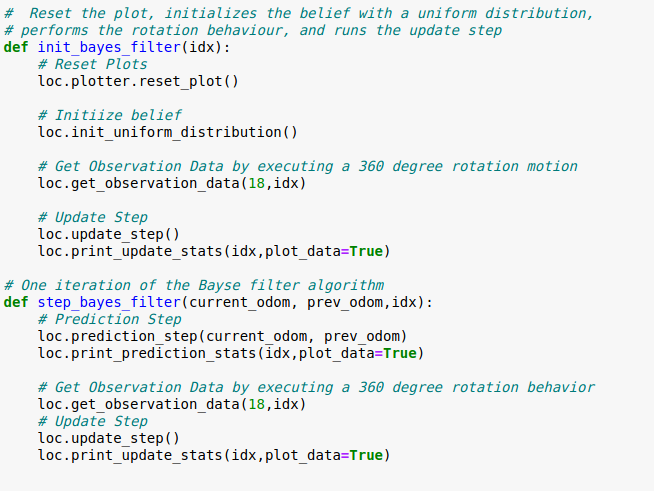 #  Reset the plot, initializes the belief with a uniform distribution,
# performs the rotation behaviour, and runs the update step
def init_bayes_filter(idx):
    # Reset Plots
    loc.plotter.reset_plot()

    # Initiize belief
    loc.init_uniform_distribution()

    # Get Observation Data by executing a 360 degree rotation motion
    loc.get_observation_data(18,idx)

    # Update Step
    loc.update_step()
    loc.print_update_stats(idx,plot_data=True)

# One iteration of the Bayse filter algorithm
def step_bayes_filter(current_odom, prev_odom,idx):
    # Prediction Step
    loc.prediction_step(current_odom, prev_odom)
    loc.print_prediction_stats(idx,plot_data=True)

    # Get Observation Data by executing a 360 degree rotation behavior
    loc.get_observation_data(18,idx)
    # Update Step
    loc.update_step()
    loc.print_update_stats(idx,plot_data=True)